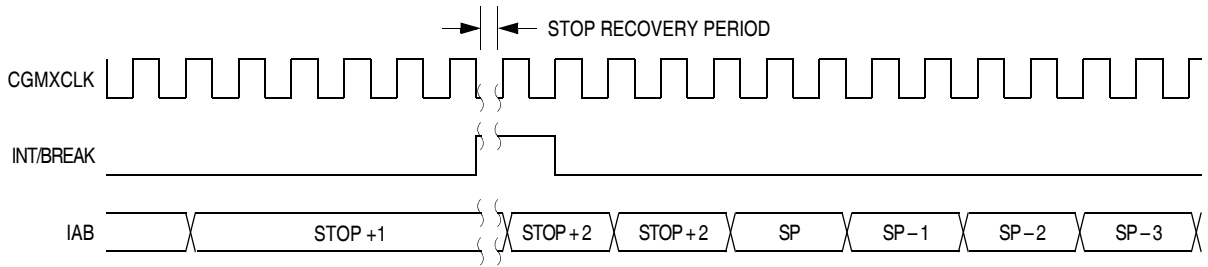 STOP RECOVERY PERIOD
CGMXCLK
INT/BREAK
IAB STOP +1 STOP + 2 STOP + 2 SP SP – 1 SP – 2 SP – 3